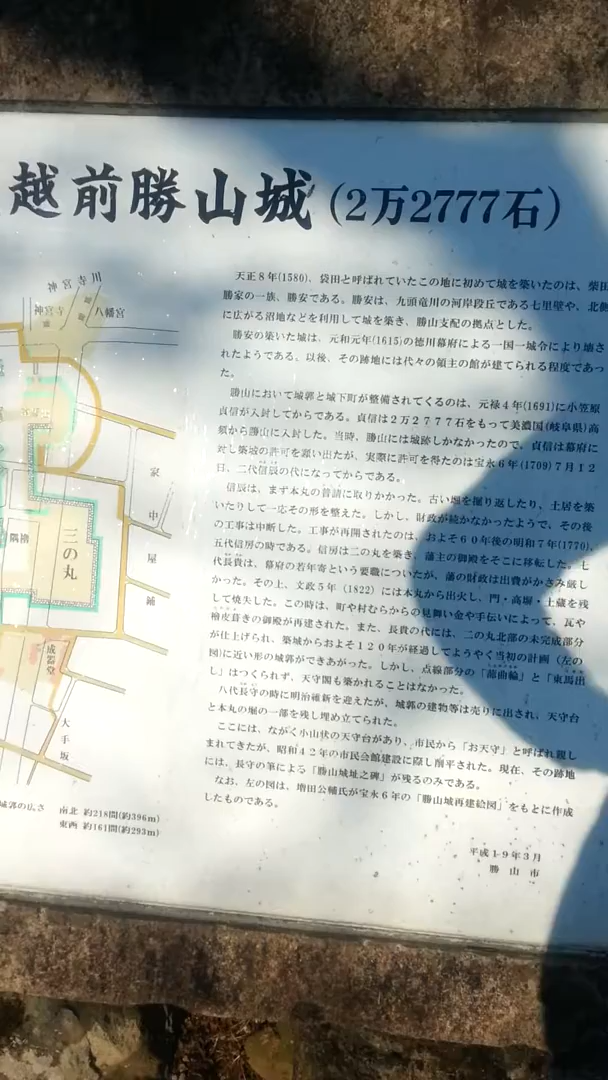 越前勝山城(2万2777石)
天正8年(1580)、袋田と呼ばれていたこの地に初めて城を築いたのは、柴田
勝家の一族、勝安である。勝安は、九頭竜川の河岸段丘である七里壁や、北側
に広がる沼地などを利用して城を築き、勝山支配の拠点とした。
勝安の築いた城は、元和元年(1615)の徳川幕府による一国一城令により壊さ
れたようである。以後、その跡地には代々の領主の館が建てられる程度であっ
た。
勝山において城郭と城下町が整備されてくるのは、元禄4年(1691)に小笠原
貞信が入封してからである。貞信は2万2777石をもって美濃国(岐阜県)高
須から勝山に入封した。当時、勝山には城跡しかなかったので、貞信は幕府に
対し築城の許可を願い出たが、実際に許可を得たのは宝永6年(1709)7月12
日、二代信辰の代になってからである。
信辰は、まず本丸の普請に取りかかった。古い堀を掘り返したり、土居を築
いたりして一応その形を整えた。しかし、財政が続かなかったようで、その後
の工事は中断した。工事が再開されたのは、およそ60年後の明和7年(1770)、
五代信房の時である。信房は二の丸を築き、藩主の御殿をそこに移転した。七
代長貴は、幕府の若年寄という要職についたが、藩の財政は出費がかさみ厳し
かった。その上、文政5年(1822)には本丸から出火し、門・高塀・土蔵を残
して焼失した。この時は、町や村むらからの見舞い金や手伝いによって、瓦や
檜皮葺きの御殿が再建された。また、長貴の代には、二の丸北部の未完成部分
が仕上げられ、築城からおよそ120年が経過してようやく当初の計画(左の
図)に近い形の城郭ができあがった。しかし、点線部分の「蔀曲輪」と「東馬出
し」はつくられず、天守閣も築かれることはなかった。
八代長守の時に明治維新を迎えたが、城郭の建物等は売りに出され、天守台
と本丸の堀の一部を残し埋め立てられた。
ここには、ながく小山状の天守台があり、市民から「お天守」と呼ばれ親し
まれてきたが、昭和42年の市民会館建設に際し削平された。現在、その跡地
には、長守の筆による「勝山城址之碑」が残るのみである。
なお、左の図は、増田公輔氏が宝永6年の「勝山城再建絵図」をもとに作成
したものである。
平成19年3月
勝山市
神宮寺川
神宮寺
八幡宮
家中屋鋪
三の丸
隅櫓
成器堂
大手坂
城郭の広さ 南北 約218間(約396m)
東西 約161間(約293m)